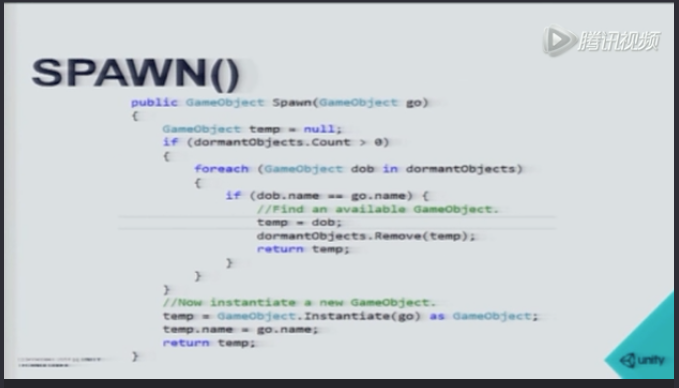 腾讯视频
SPAWN()
public GameObject Spawn(GameObject go)
{
GameObject temp = null;
if (dormantObjects.Count > 0)
{
foreach (GameObject dob in dormantObjects)
{
if (dob.name == go.name) {
//Find an available GameObject.
temp = dob;
dormantObjects.Remove(temp);
return temp;
}
}
}
//Now instantiate a new GameObject.
temp = GameObject.Instantiate(go) as GameObject;
temp.name = go.name;
return temp;
}
unity